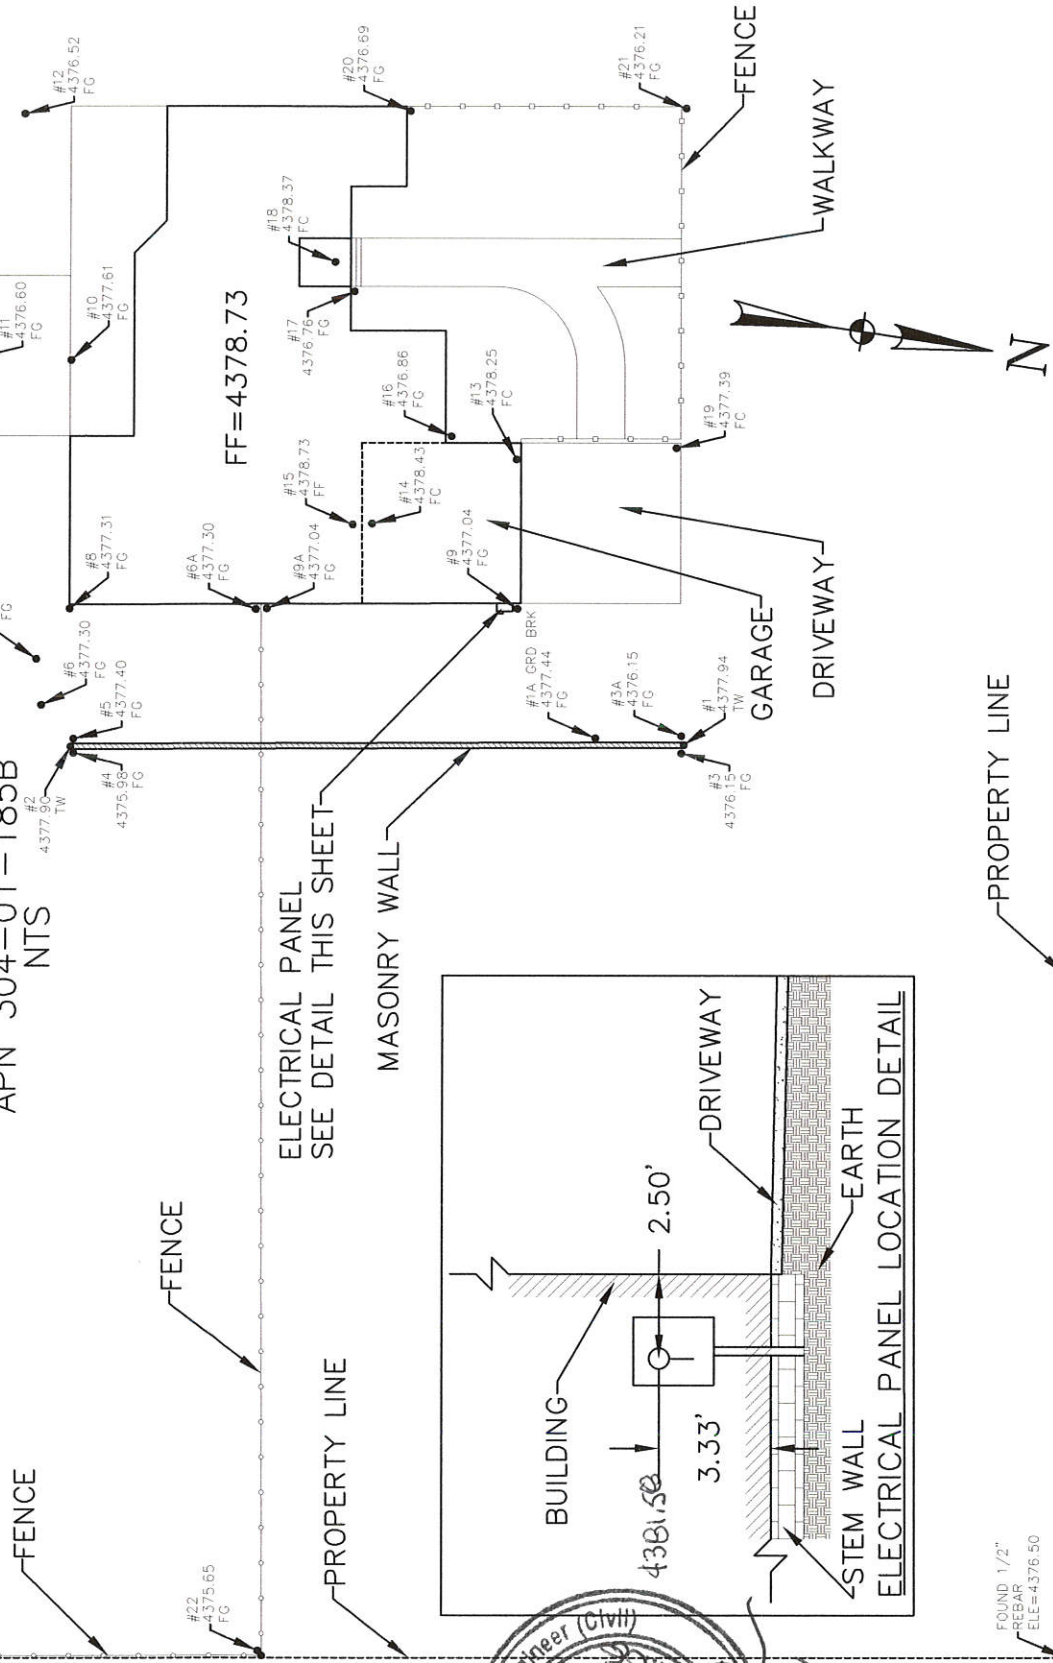 APN 304-01-185B
NTS
FG
#12
4376.52
FG
#11
4376.60
FG
#10
4377.61
FG
#20
4376.69
FG
#21
4376.21
FG
FENCE
#18
4378.37
FC
#17
4376.76
FG
FF=4378.73
#16
4376.86
FG
#13
4378.25
FC
#19
4377.39
FC
WALKWAY
N
#15
4378.73
FF
#14
4378.43
FC
#8
4377.31
FG
#6A
4377.30
FG
#9A
4377.04
FG
#9
4377.04
FG
#6
4377.30
FG
#5
4377.40
FG
#2
4377.90
TW
#4
4375.98
FG
#1A GRD BRK
4377.44
FG
#3A
4376.15
FG
#1
4377.94
TW
#3
4376.15
FG
GARAGE
DRIVEWAY
ELECTRICAL PANEL
SEE DETAIL THIS SHEET
MASONRY WALL
PROPERTY LINE
FENCE
FENCE
#22
4375.65
FG
PROPERTY LINE
BUILDING
2.50'
3.33'
DRIVEWAY
STEM WALL
EARTH
ELECTRICAL PANEL LOCATION DETAIL
(Civil)
FOUND 1/2"
REBAR
ELE=4376.50